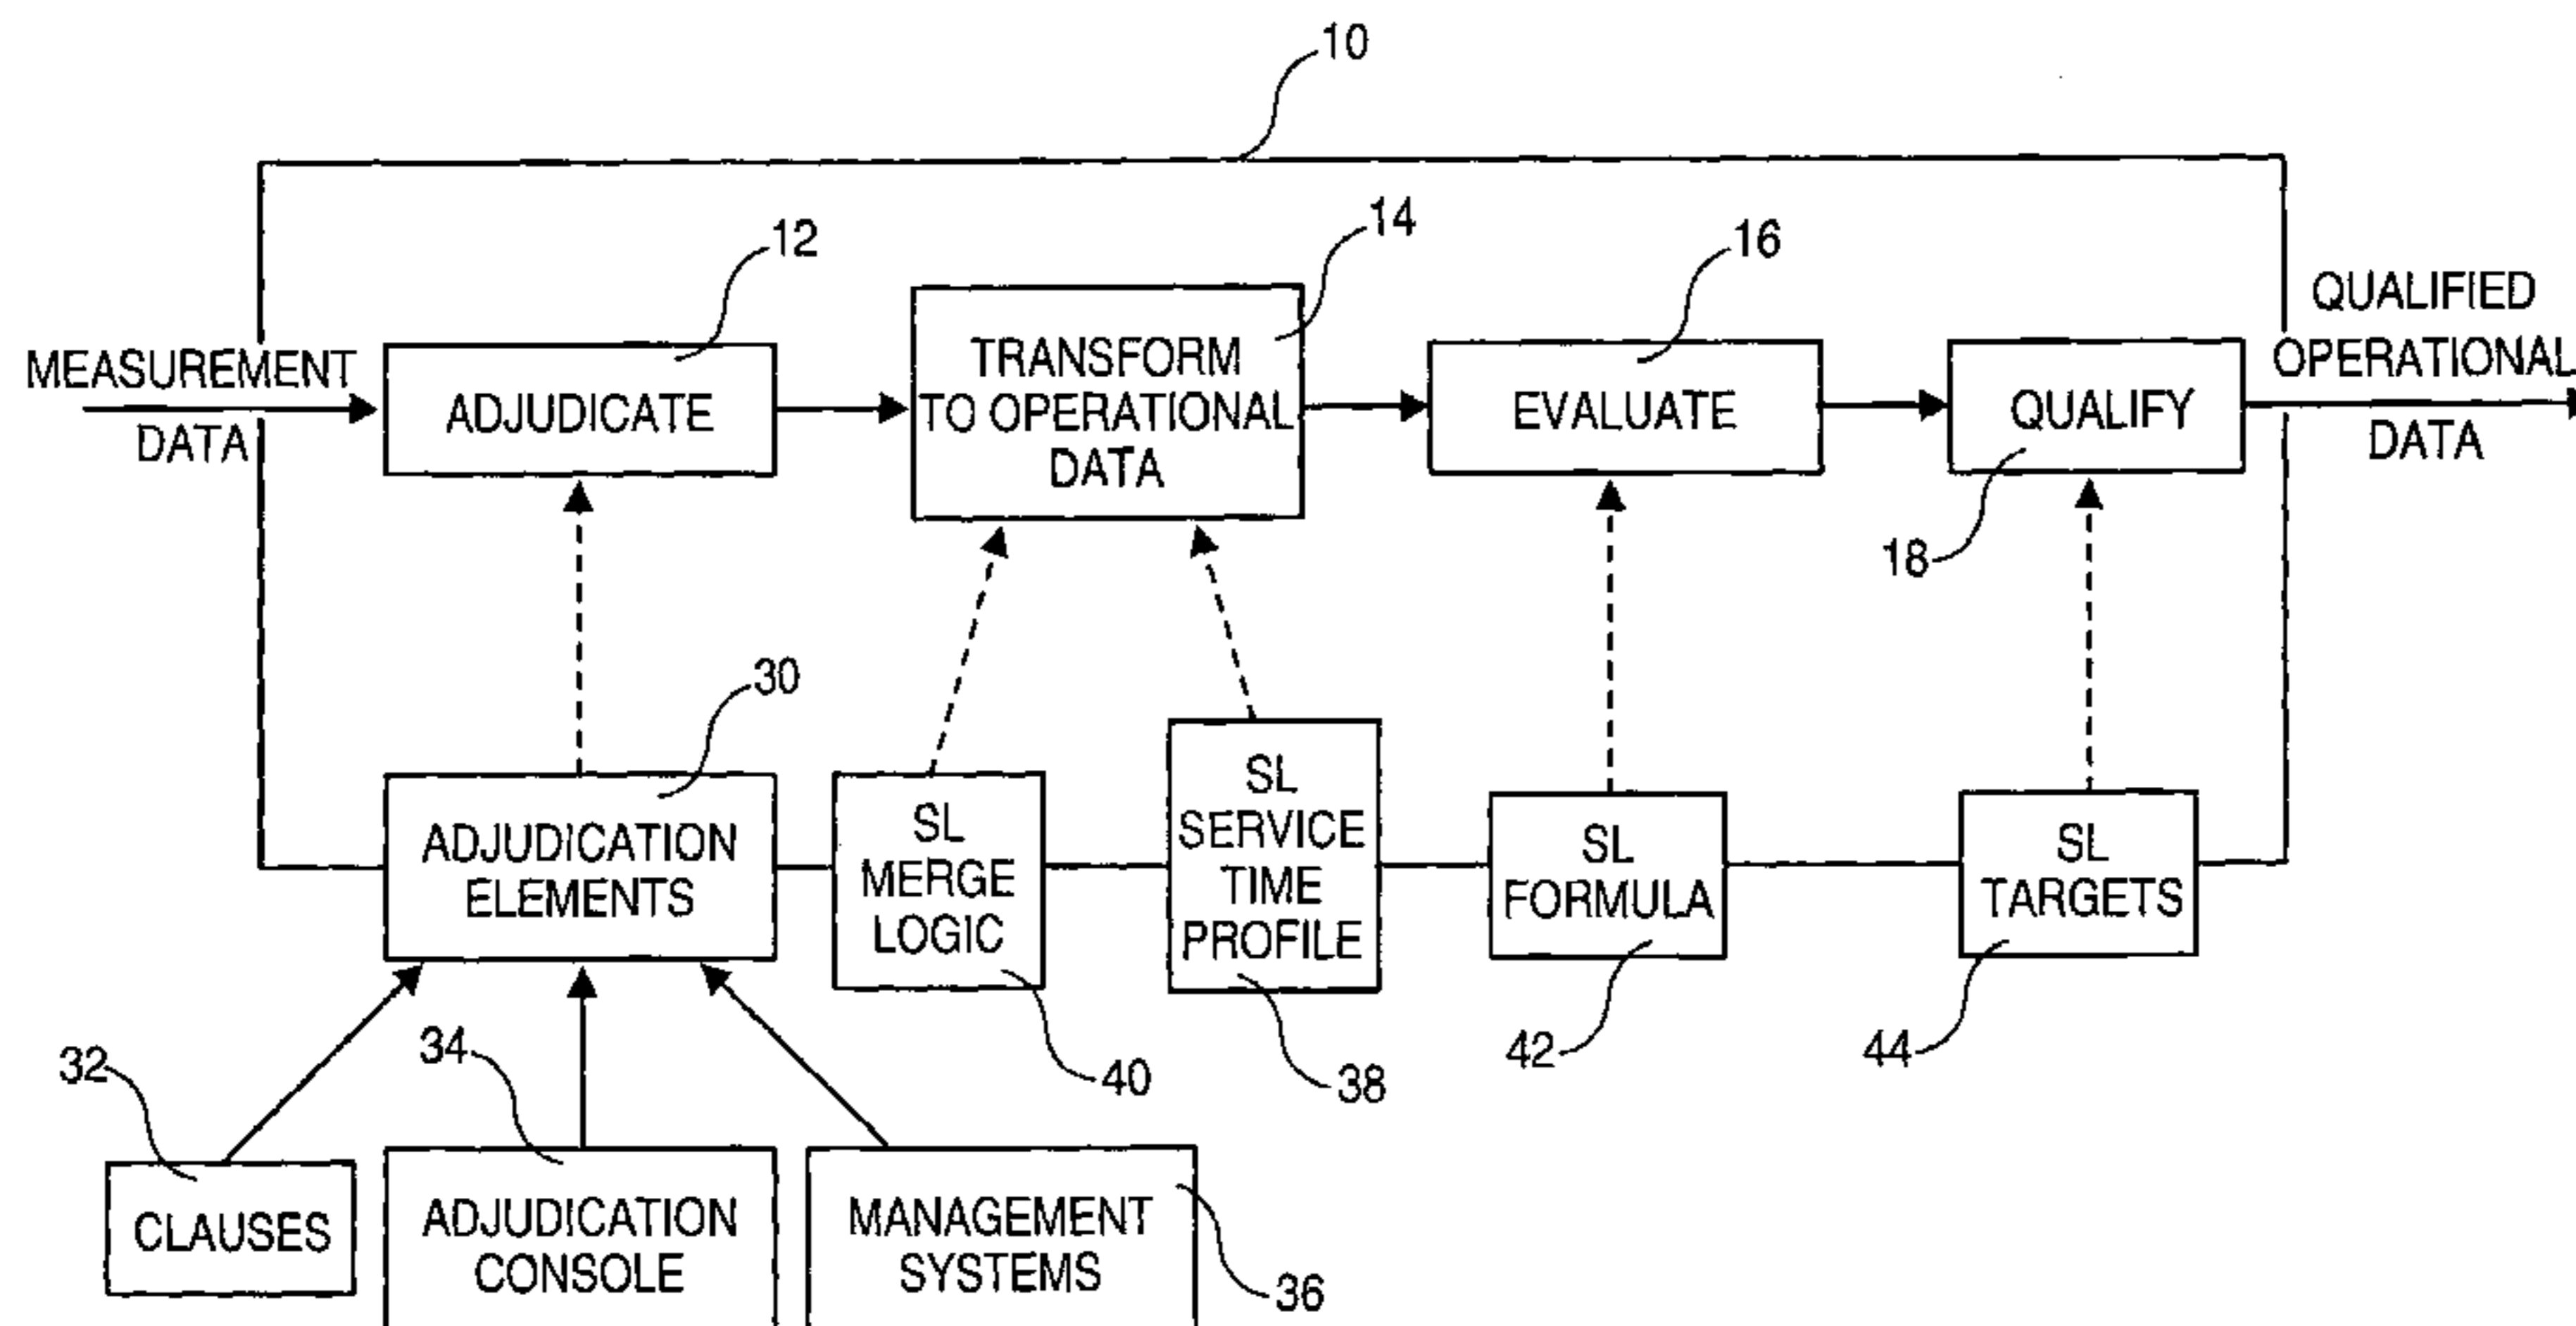 10
12
14
16
QUALIFIED
OPERATIONAL
DATA
MEASUREMENT
DATA
ADJUDICATE
TRANSFORM
TO OPERATIONAL
DATA
EVALUATE
QUALIFY
18
30
ADJUDICATION
ELEMENTS
SL
MERGE
LOGIC
SL
SERVICE
TIME
PROFILE
SL
FORMULA
SL
TARGETS
32
34
40
38
42
44
CLAUSES
ADJUDICATION
CONSOLE
MANAGEMENT
SYSTEMS
36